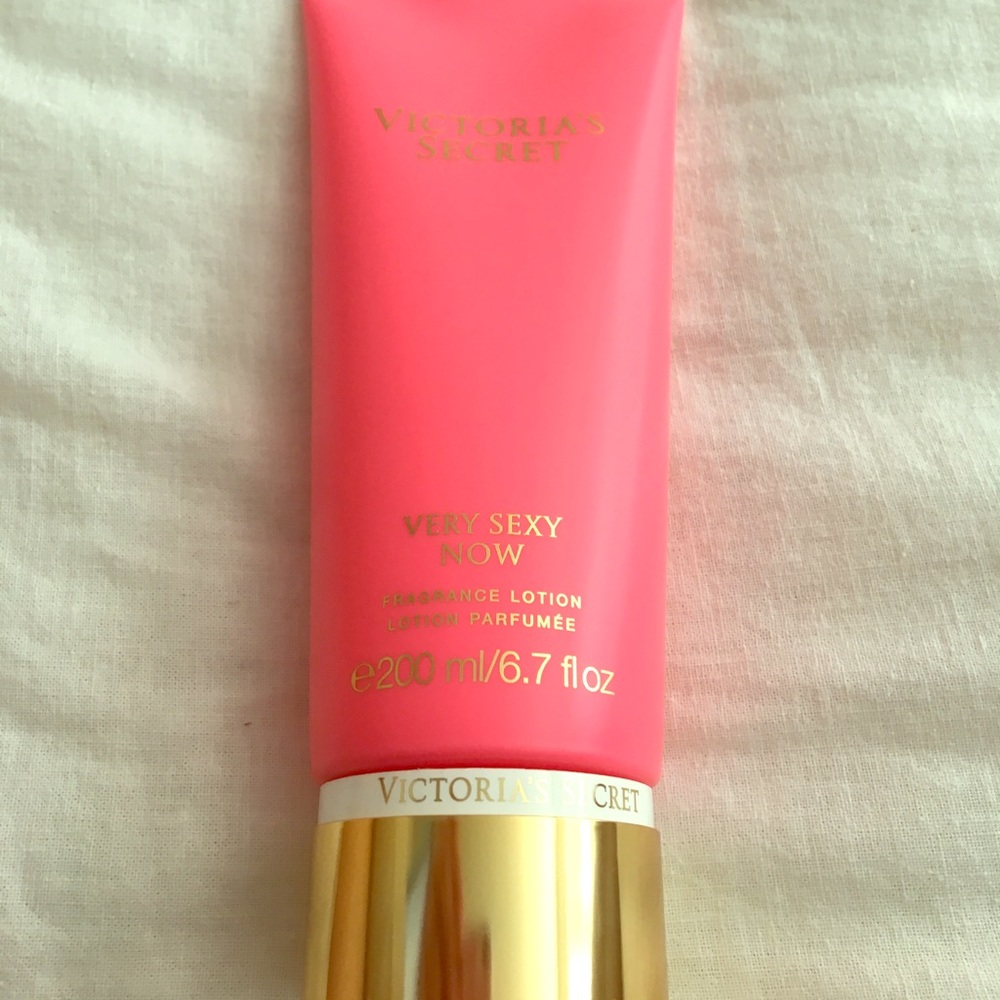 VICTORIA'S
SECRET
VERY SEXY
NOW
FRAGRANCE LOTION
LOTION PARFUMÉE
℮200 ml/6.7 fl oz
VICTORIA'S SECRET